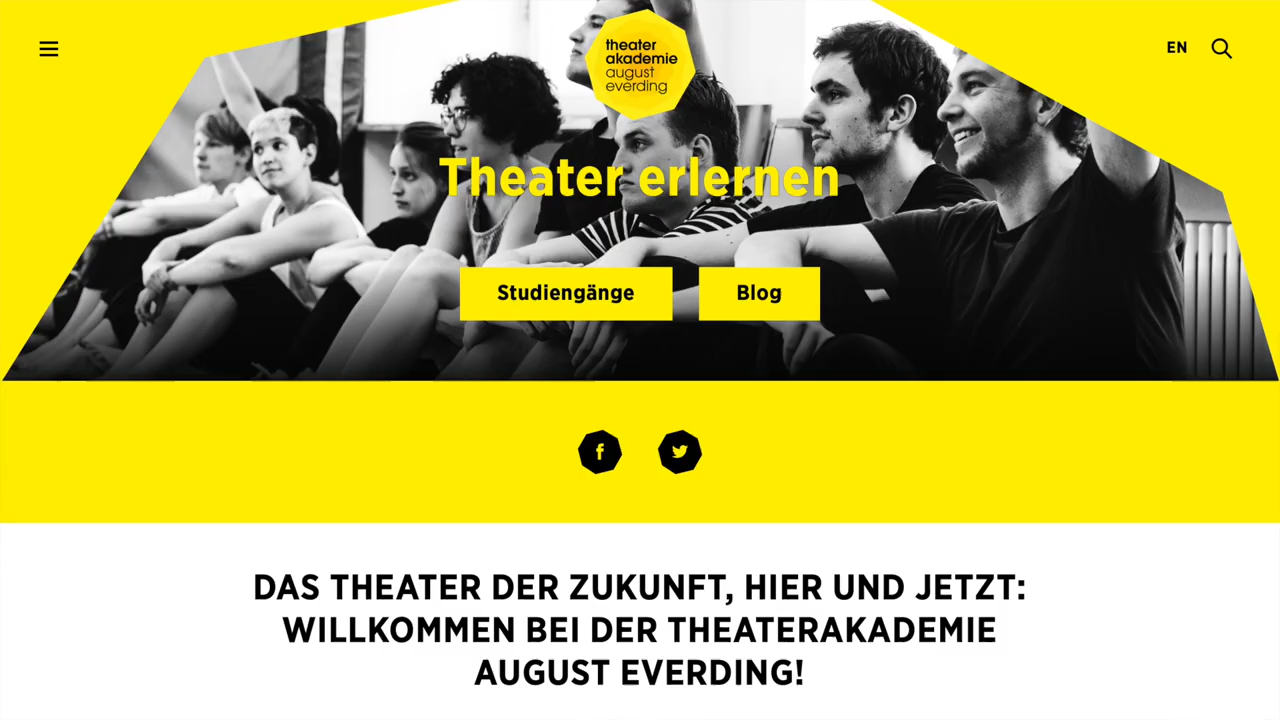 EN
theater
akademie
august
everding
Theater erlernen
Studiengänge
Blog
DAS THEATER DER ZUKUNFT, HIER UND JETZT:
WILLKOMMEN BEI DER THEATERAKADEMIE
AUGUST EVERDING!